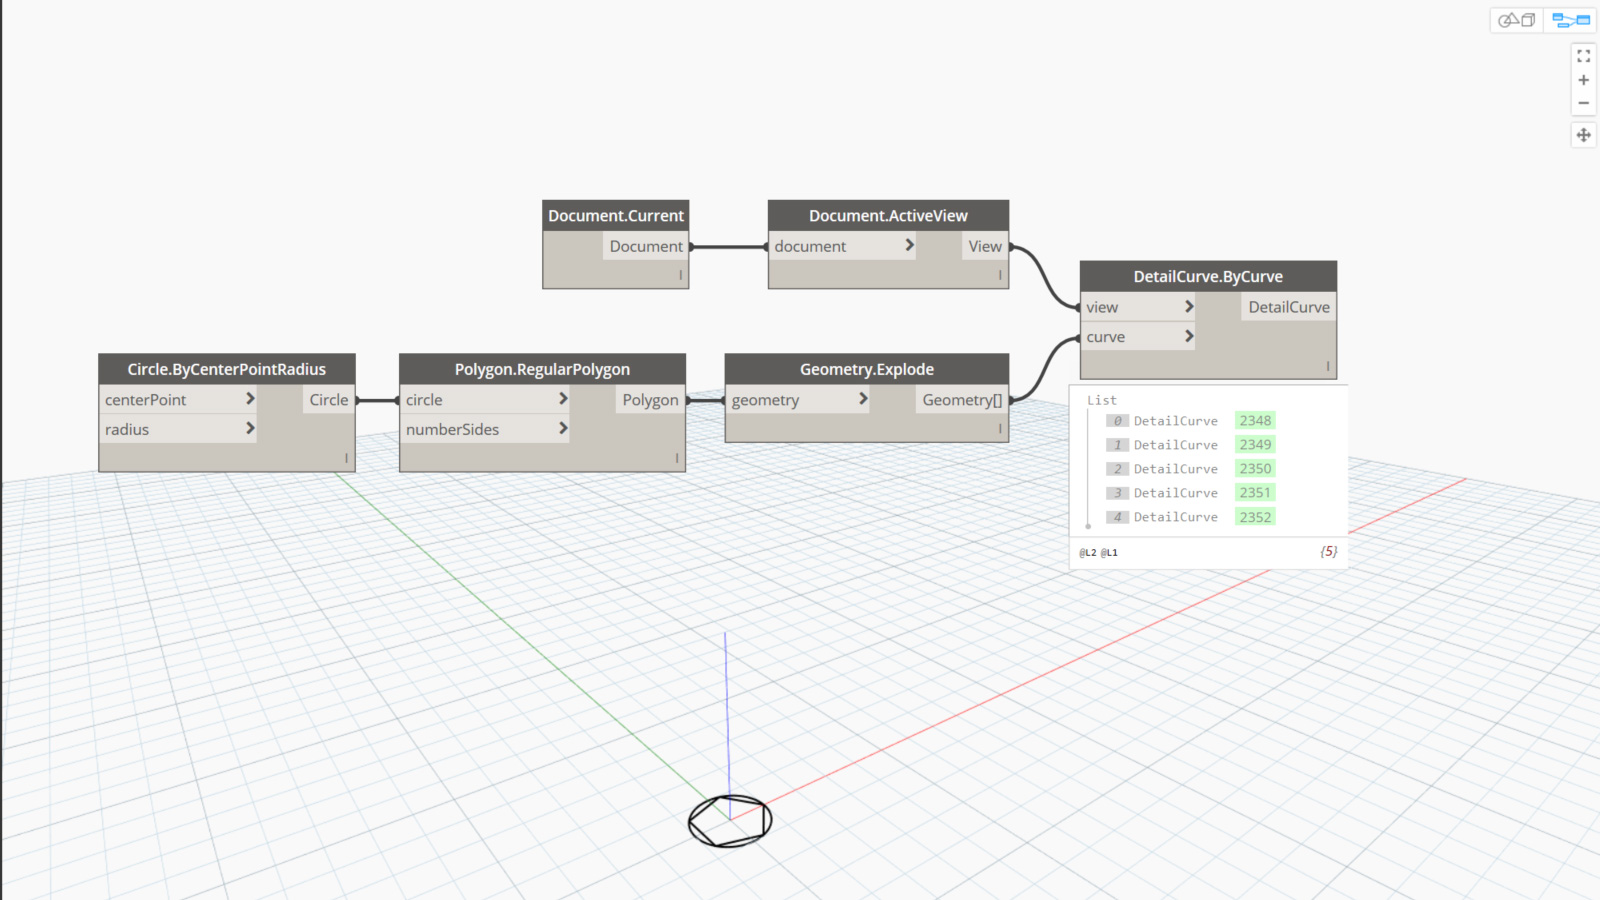 Document.Current
Document
|
Document.ActiveView
document > View
|
DetailCurve.ByCurve
view > DetailCurve
curve >
|
Circle.ByCenterPointRadius
centerPoint > Circle
radius >
|
Polygon.RegularPolygon
circle > Polygon
numberSides >
|
Geometry.Explode
geometry > Geometry[]
|
List
0 DetailCurve 2348
1 DetailCurve 2349
2 DetailCurve 2350
3 DetailCurve 2351
4 DetailCurve 2352
@L2 @L1 {5}